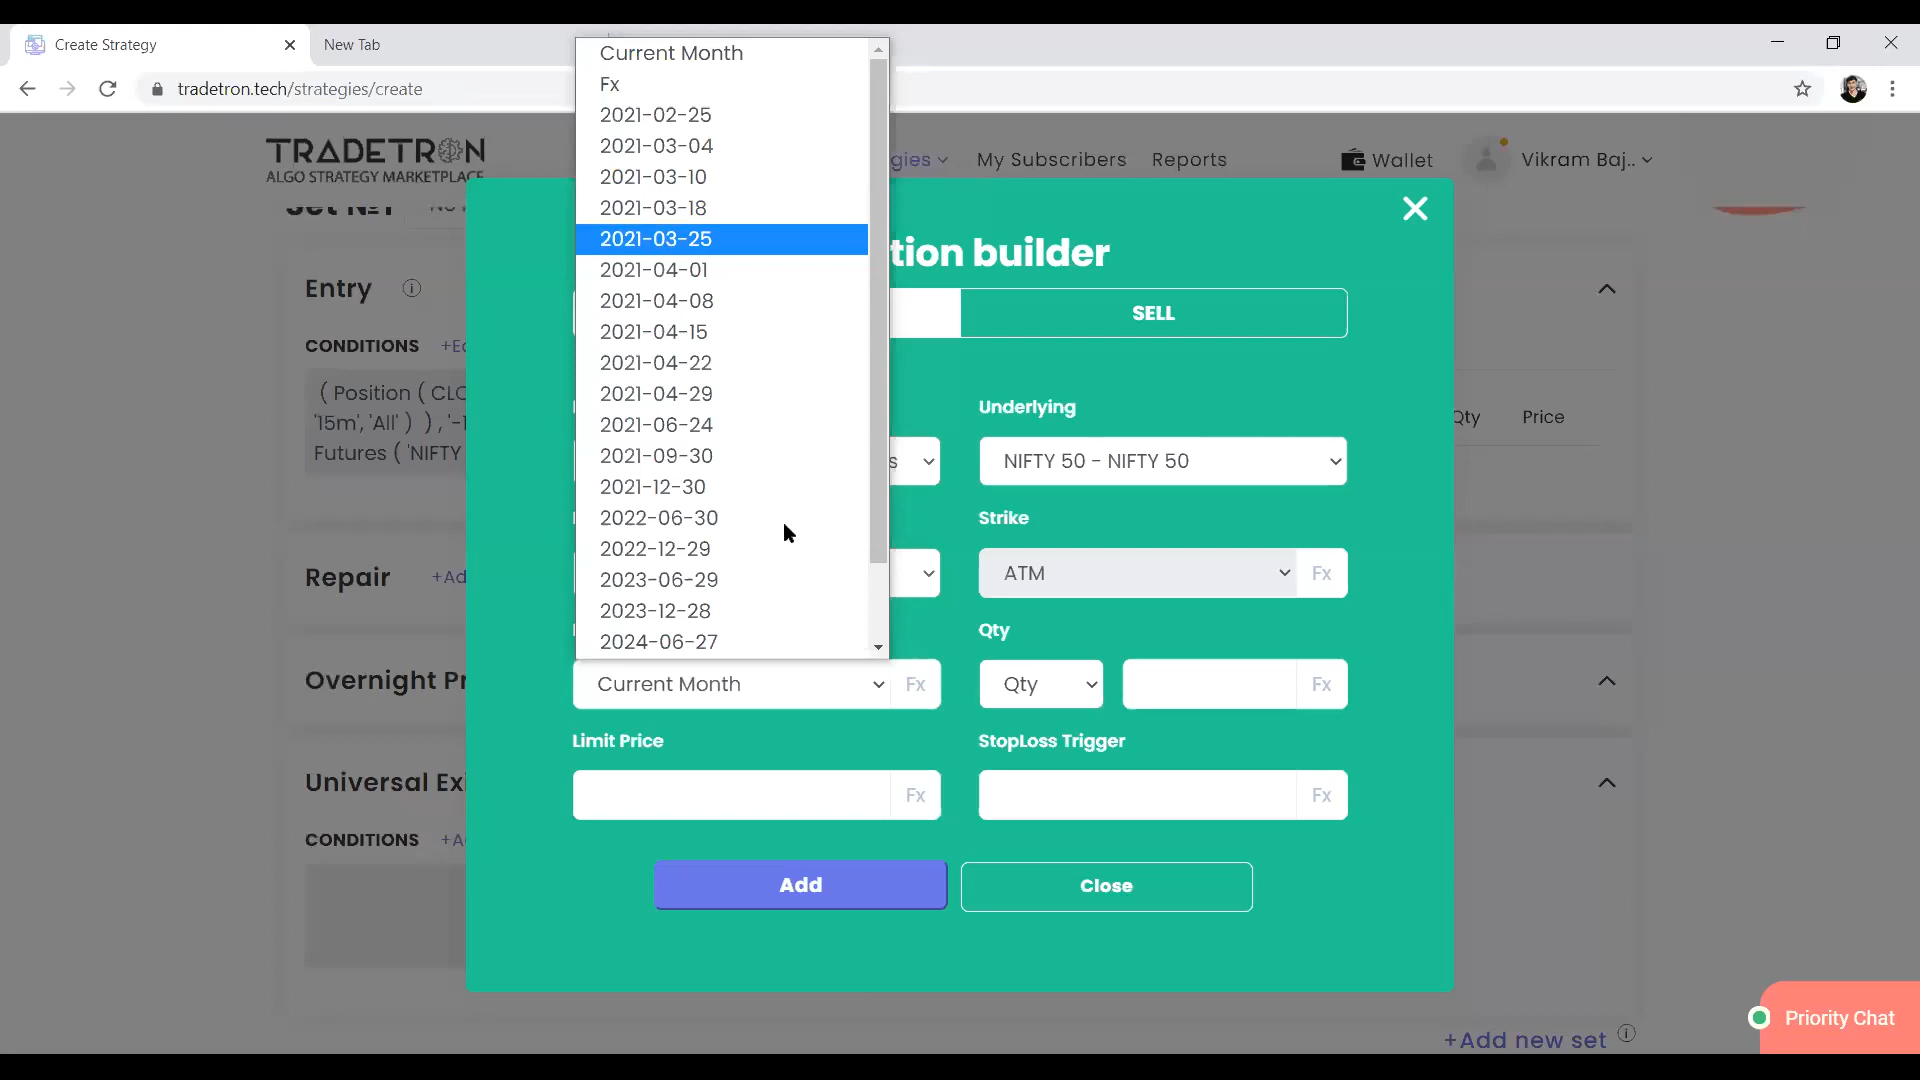 Create Strategy
New Tab
tradetron.tech/strategies/create
TRADETRON
ALGO STRATEGY MARKETPLACE
gies
My Subscribers
Reports
Wallet
Vikram Baj..
Current Month
Fx
2021-02-25
2021-03-04
2021-03-10
2021-03-18
2021-03-25
2021-04-01
2021-04-08
2021-04-15
2021-04-22
2021-04-29
2021-06-24
2021-09-30
2021-12-30
2022-06-30
2022-12-29
2023-06-29
2023-12-28
2024-06-27
tion builder
SELL
Entry
CONDITIONS
( Position ( CLO
'15m', 'All' ) ) , '-1
Futures ( 'NIFTY
Underlying
s
NIFTY 50 - NIFTY 50
Qty
Price
Strike
ATM
Fx
Repair
+Ad
Qty
Overnight Pr
Current Month
Fx
Qty
Fx
Limit Price
StopLoss Trigger
Universal Exi
Fx
Fx
CONDITIONS
Add
Close
Priority Chat
+Add new set